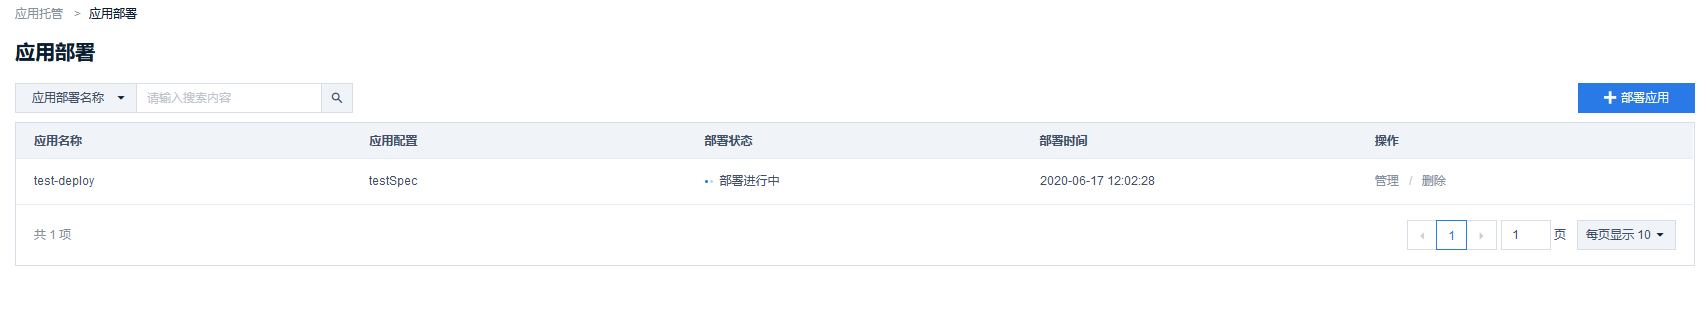 应用托管 > 应用部署
应用部署
应用部署名称 请输入搜索内容 部署应用
应用名称 应用配置 部署状态 部署时间 操作
test-deploy testSpec 部署进行中 2020-06-17 12:02:28 管理 / 删除
共 1 项 1 1 页 每页显示 10